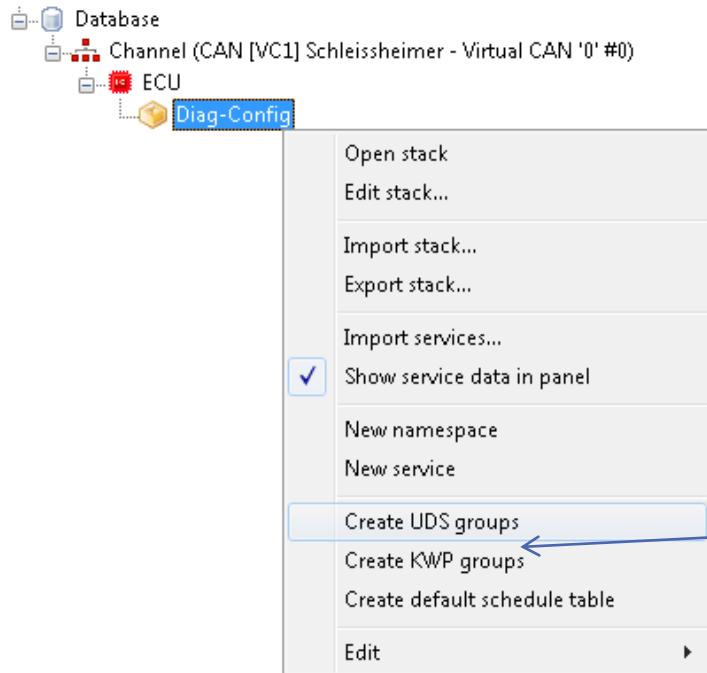 Database
Channel (CAN [VC1] Schleissheimer - Virtual CAN '0' #0)
ECU
Diag-Config
Open stack
Edit stack...
Import stack...
Export stack...
Import services...
Show service data in panel
New namespace
New service
Create UDS groups
Create KWP groups
Create default schedule table
Edit